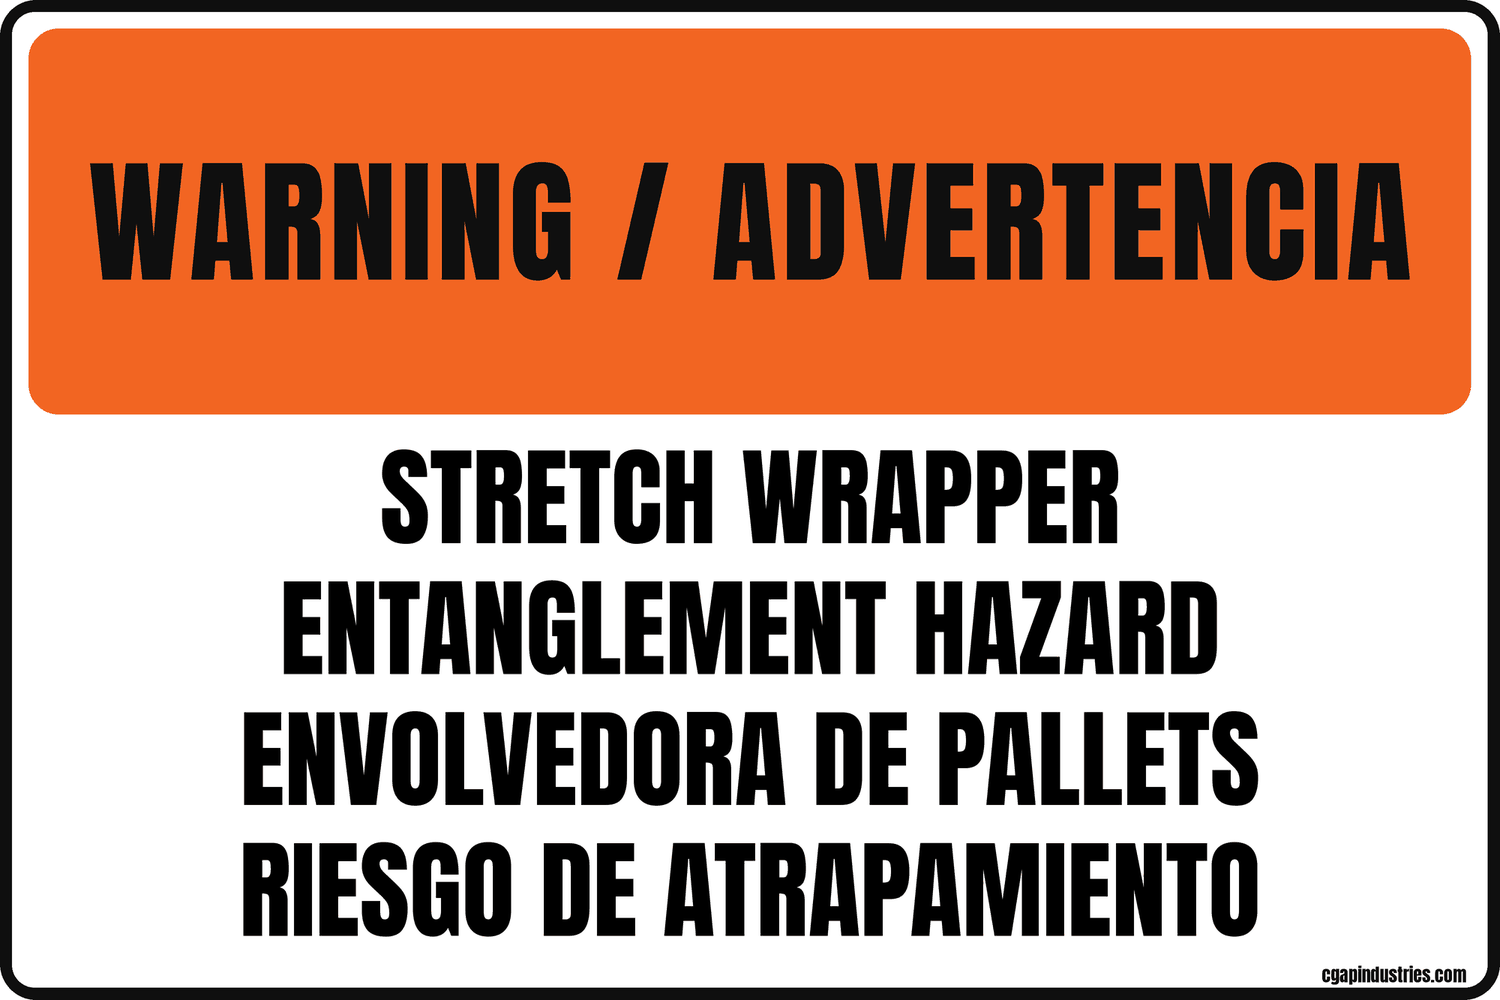 WARNING / ADVERTENCIA
STRETCH WRAPPER
ENTANGLEMENT HAZARD
ENVOLVEDORA DE PALLETS
RIESGO DE ATRAPAMIENTO
cgapindustries.com